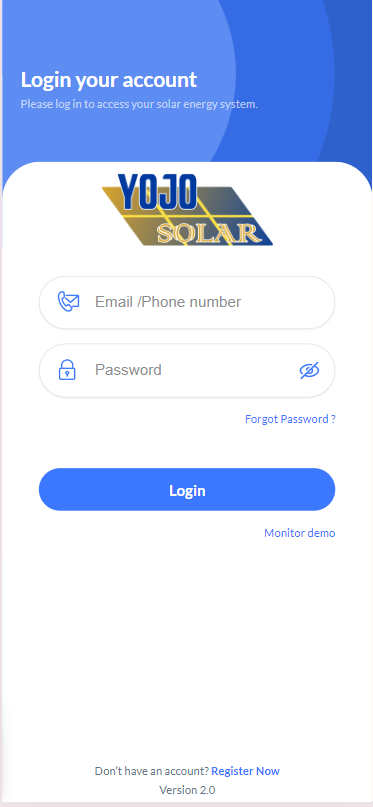 Login your account
Please log in to access your solar energy system.
YOJO
SOLAR
Email /Phone number
Password
Forgot Password ?
Login
Monitor demo
Don't have an account? Register Now
Version 2.0